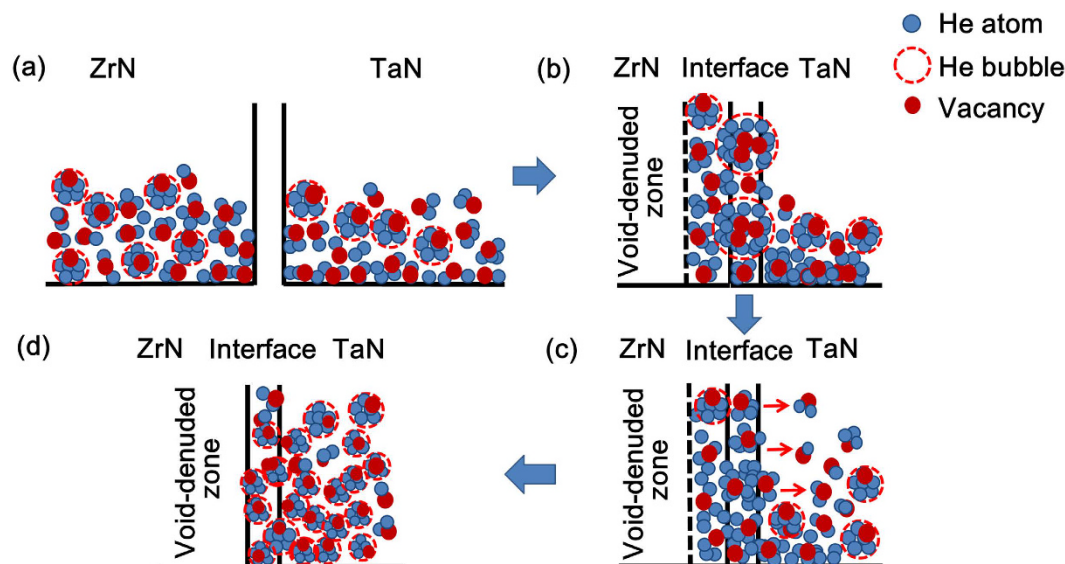 (a)
ZrN
TaN
(b)
ZrN Interface TaN
He atom
He bubble
Vacancy
Void-denuded
zone
(d)
ZrN Interface TaN
Void-denuded
zone
(c)
ZrN Interface TaN
Void-denuded
zone